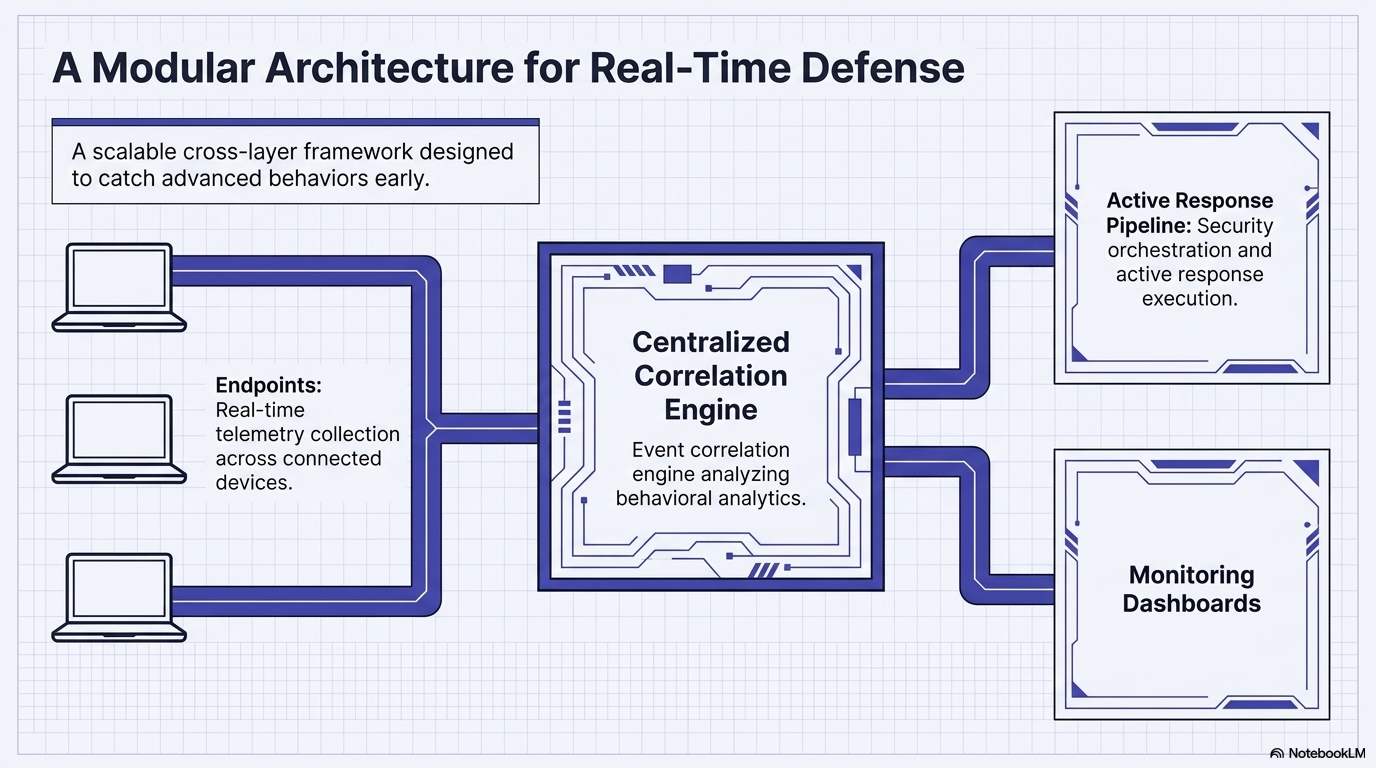 A Modular Architecture for Real-Time Defense
A scalable cross-layer framework designed
to catch advanced behaviors early.
Endpoints:
Real-time
telemetry collection
across connected
devices.
Centralized
Correlation
Engine
Event correlation
engine analyzing
behavioral analytics.
Active Response
Pipeline: Security
orchestration and
active response
execution.
Monitoring
Dashboards
NotebookLM